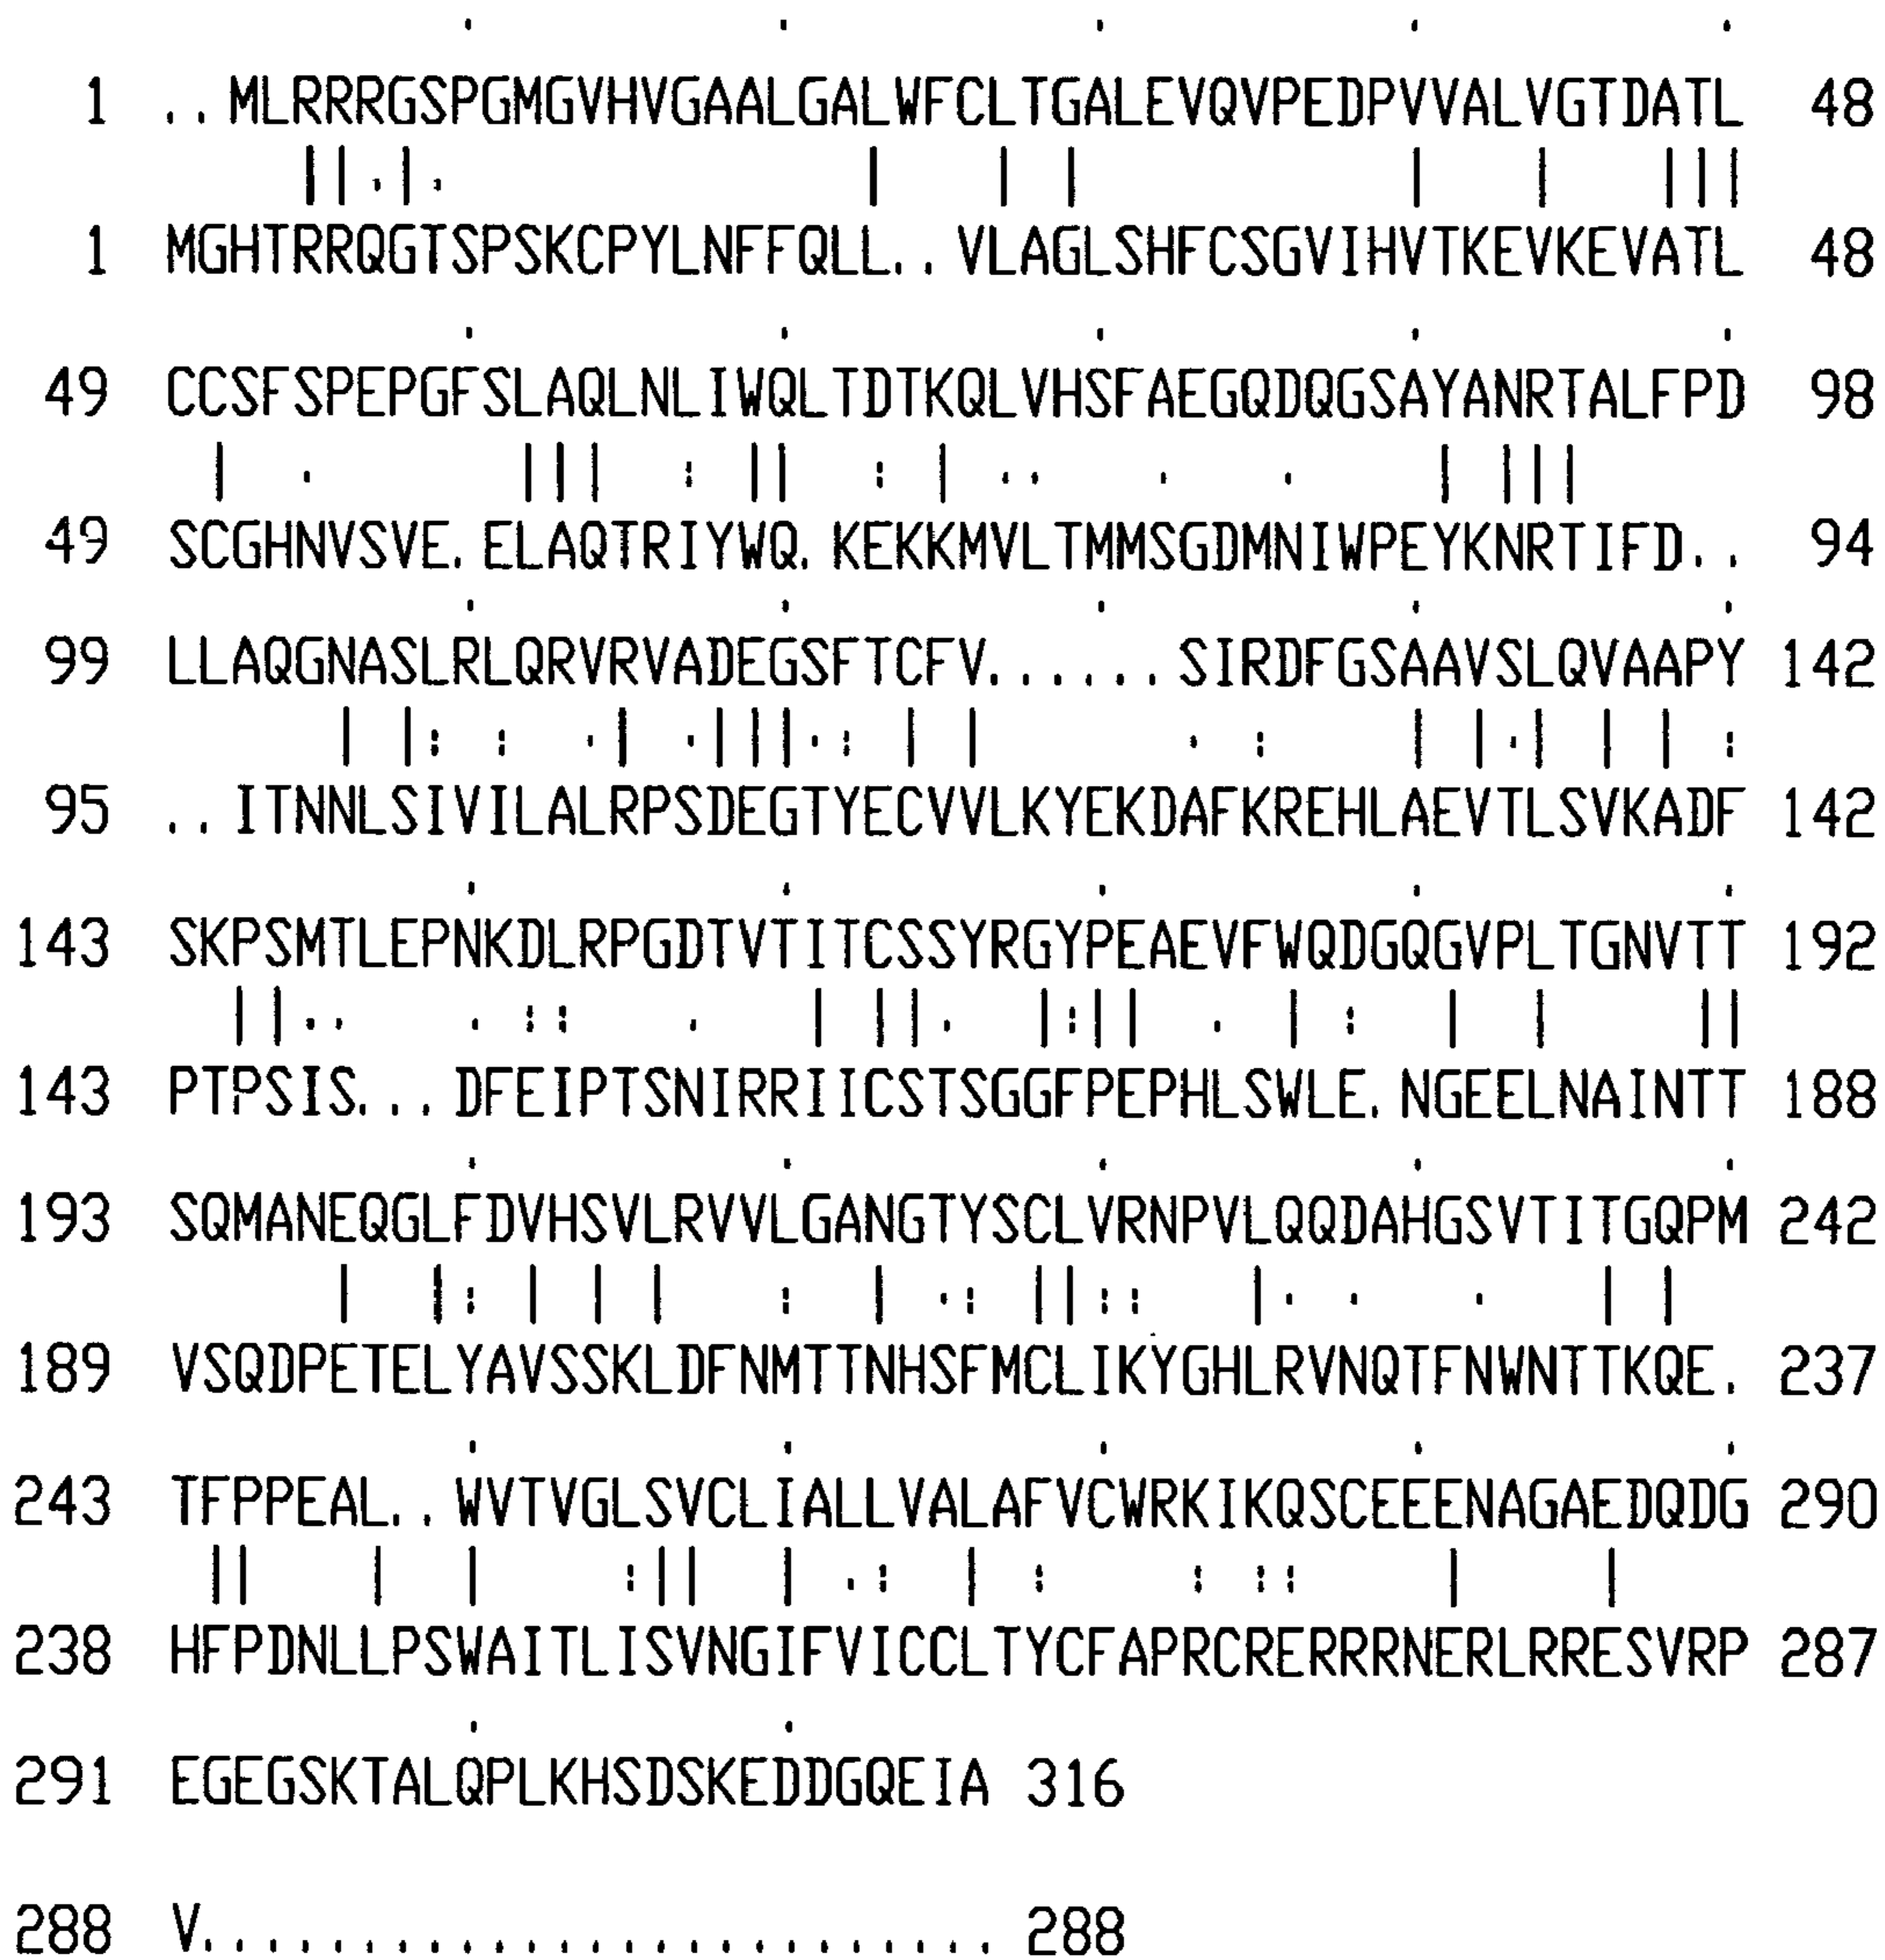 1 ..MLRRRGSPGMGVHVGAALGALWFCLTGALEVQVPEDPVVALVGTDATL 48
1 MGHTRRQGTSPSKCPYLNFFQLL..VLAGLSHFCSGVIHVTKEVKEVATL 48
49 CCSFSPEPGFSLAQLNLIWQLTDTKQLVHSFAEGQDQGSAYANRTALFPD 98
49 SCGHNVSVE.ELAQTRIYWQ.KEKKMVLTMMSGDMNIWPEYKNRTIFD.. 94
99 LLAQGNASLRLQRVRVADEGSFTCFV......SIRDFGSAAVSLQVAAPY 142
95 ..ITNNLSIVILALRPSDEGTYECVVLKYEKDAFKREHLAEVTLSVKADF 142
143 SKPSMTLEPNKDLRPGDTVTITCSSYRGYPEAEVFWQDGQGVPLTGNVTT 192
143 PTPSIS...DFEIPTSNIRRIICSTSGGFPEPHLSWLE.NGEELNAINTT 188
193 SQMANEQGLFDVHSVLRVVLGANGTYSCLVRNPVLQQDAHGSVTITGQPM 242
189 VSQDPETELYAVSSKLDFNMTTNHSFMCLIKYGHLRVNQTFNWNTTKQE. 237
243 TFPPEAL..WVTVGLSVCLIALLVALAFVCWRKIKQSCEEENAGAEDQDG 290
238 HFPDNLLPSWAITLISVNGIFVICCLTYCFAPRCRERRRNERLRRESVRP 287
291 EGEGSKTALQPLKHSDSKEDDGQEIA 316
288 V......................... 288